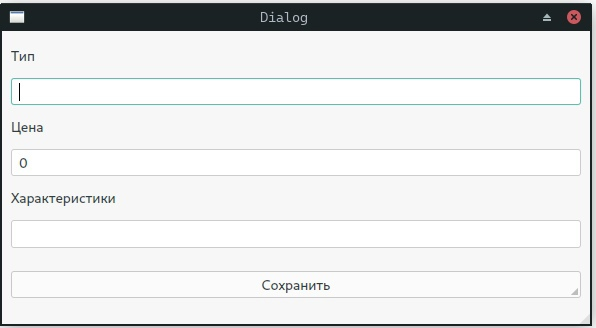 Dialog
Тип
Цена
0
Характеристики
Сохранить